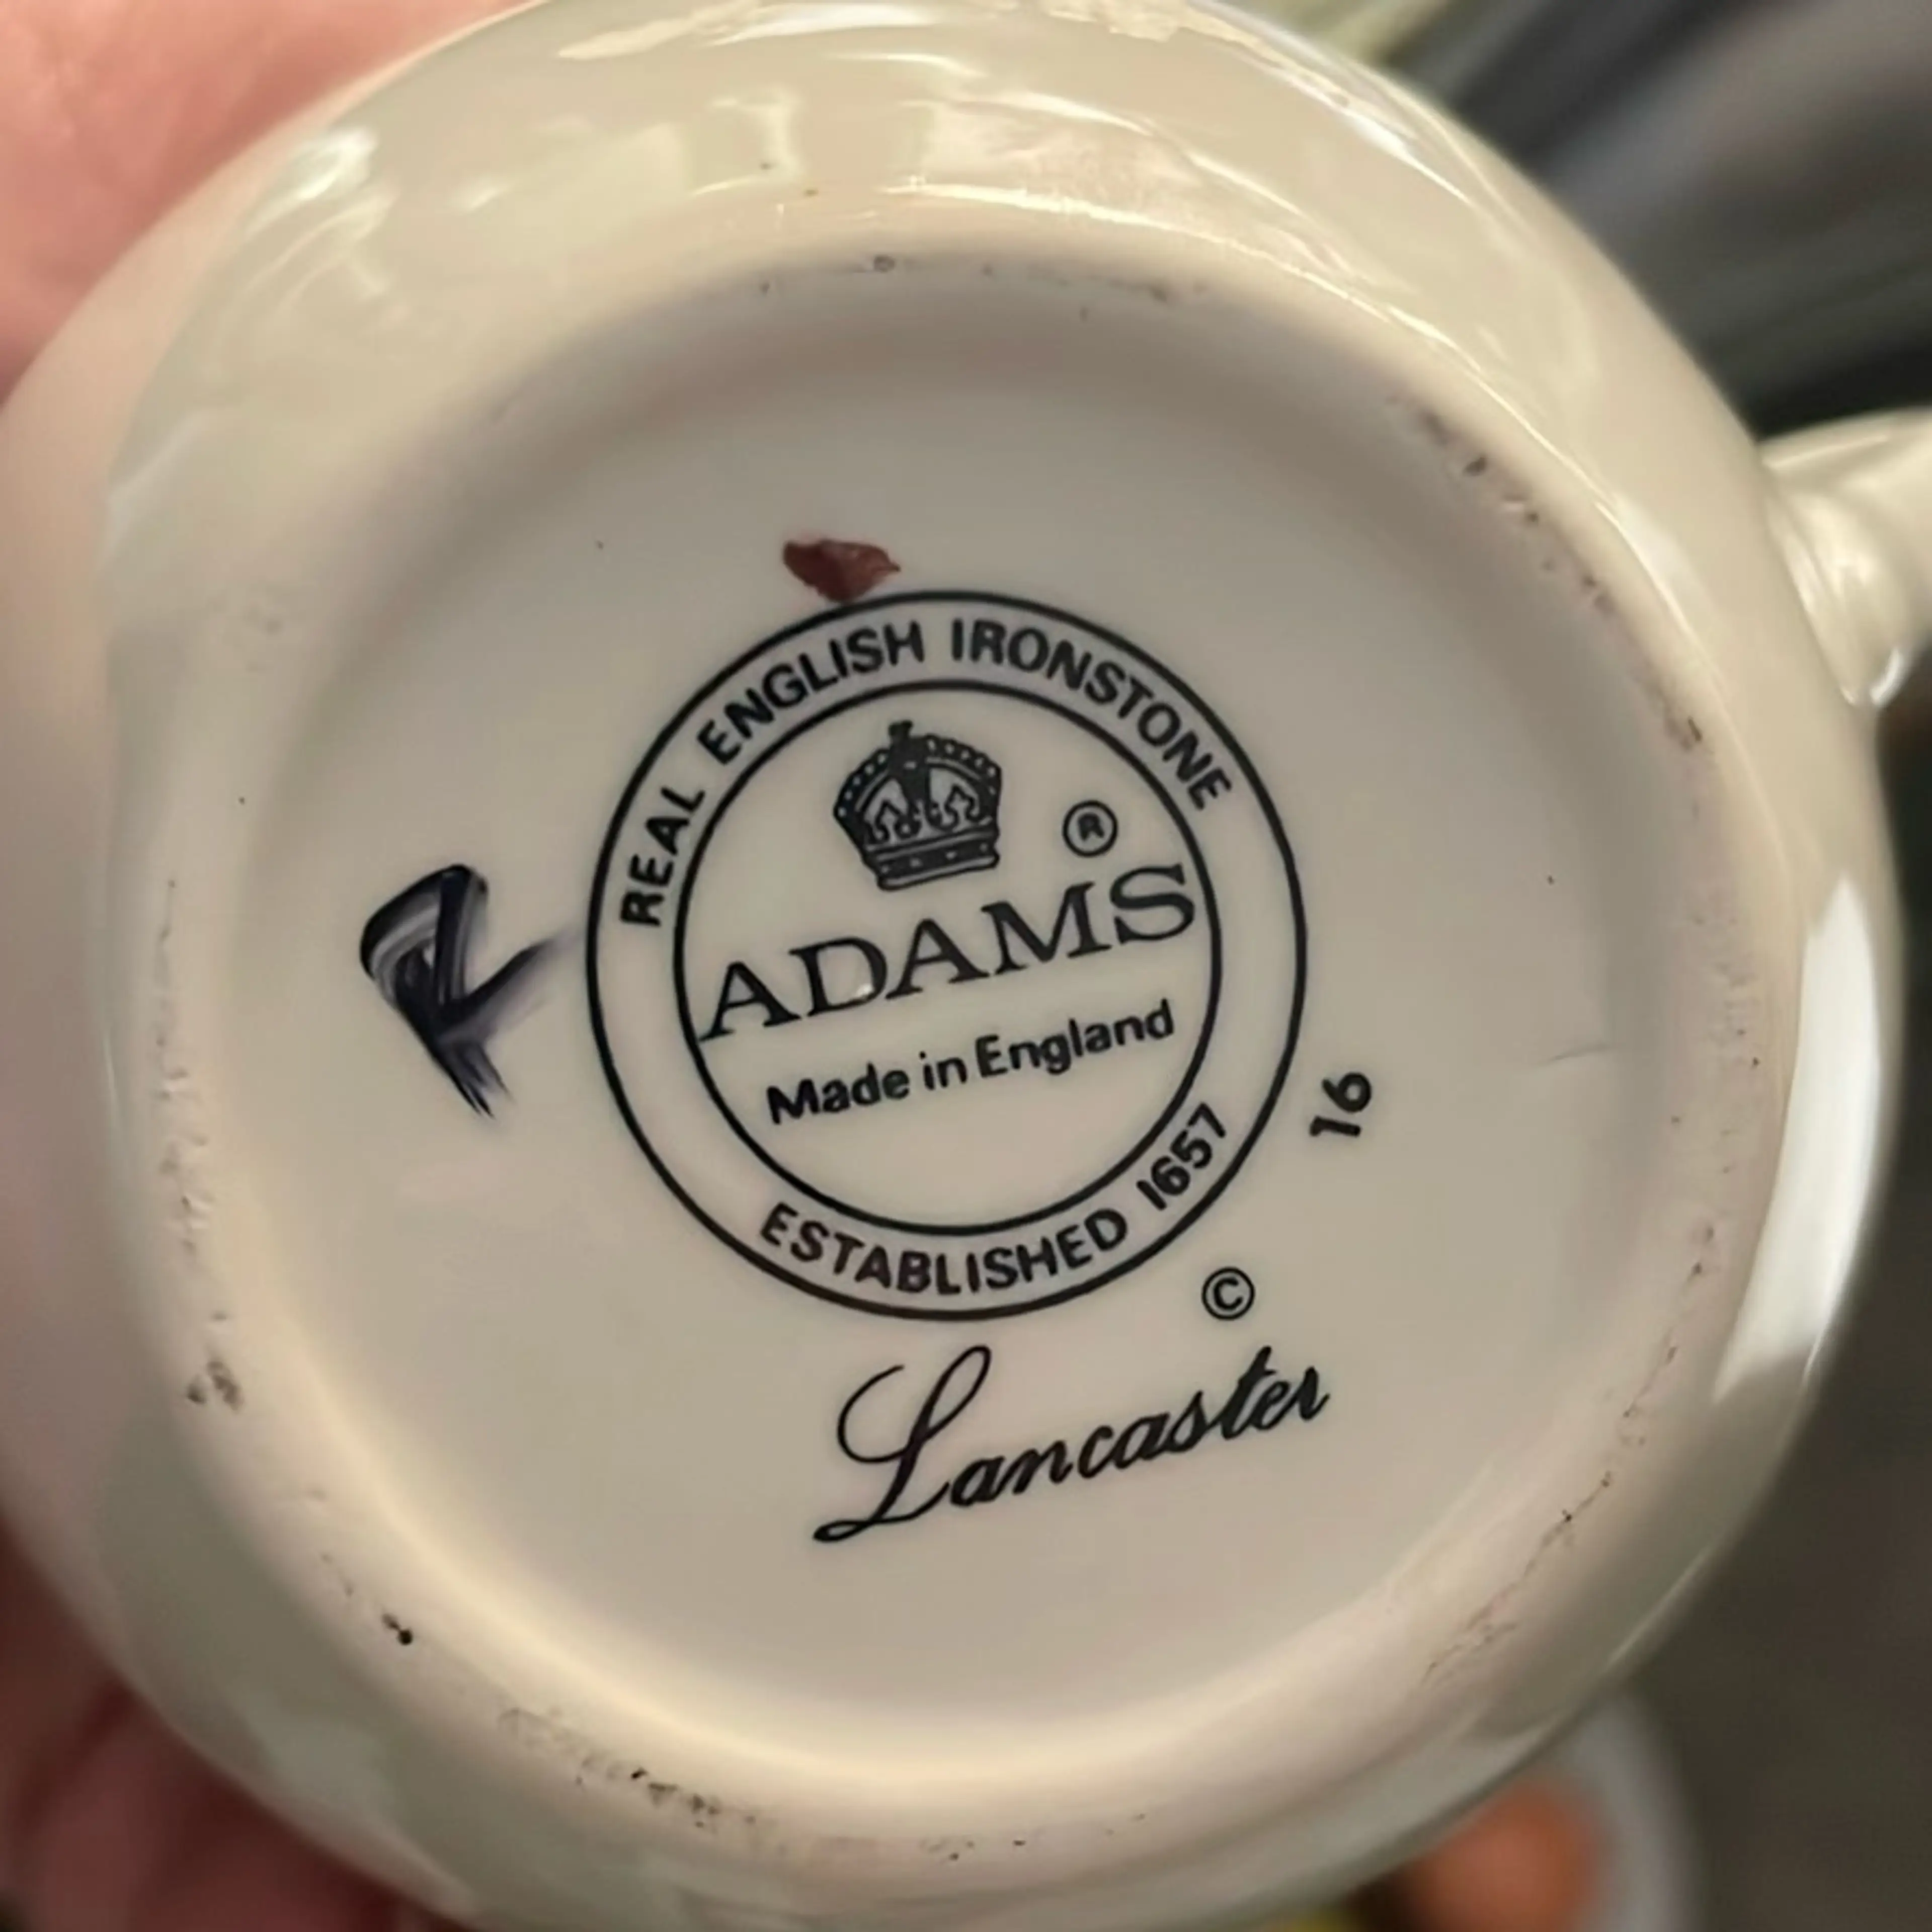 REAL ENGLISH IRONSTONE
®
ADAMS
Made in England
ESTABLISHED 1657
16
©
Lancaster
R